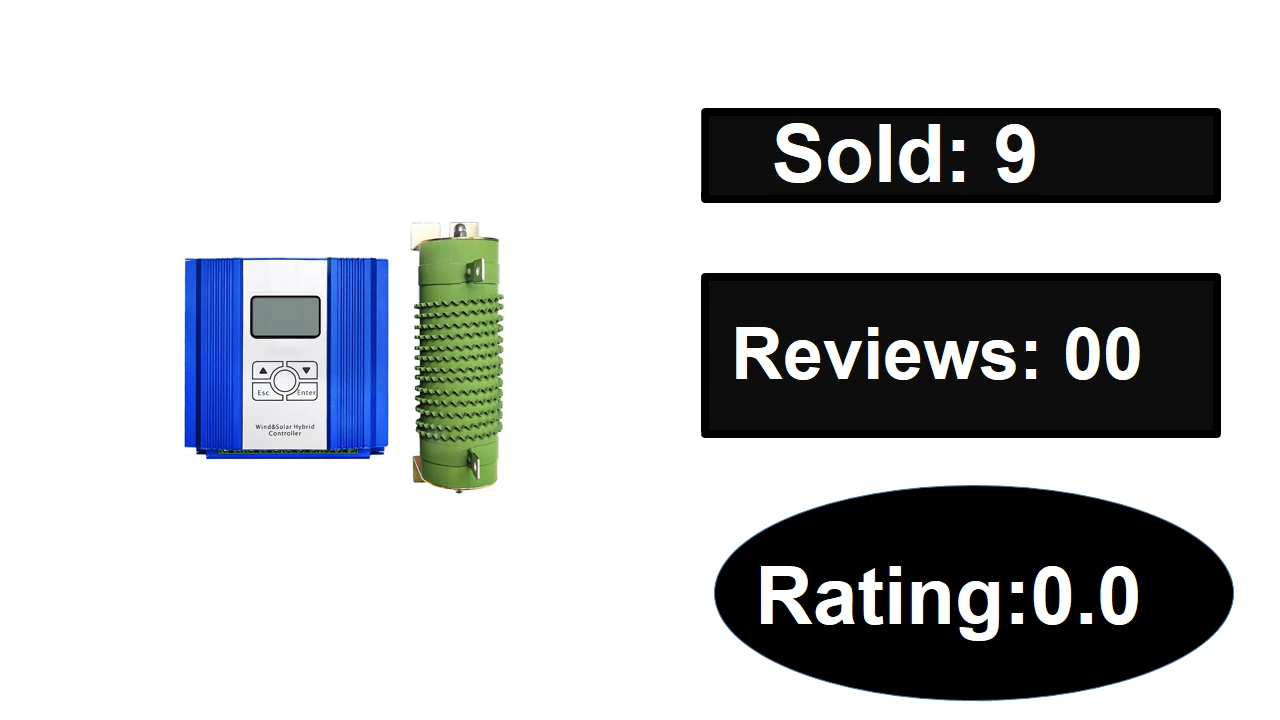 Sold: 9
Reviews: 00
Rating:0.0
▲ ▼
Esc Enter
Wind&Solar Hybrid
Controller